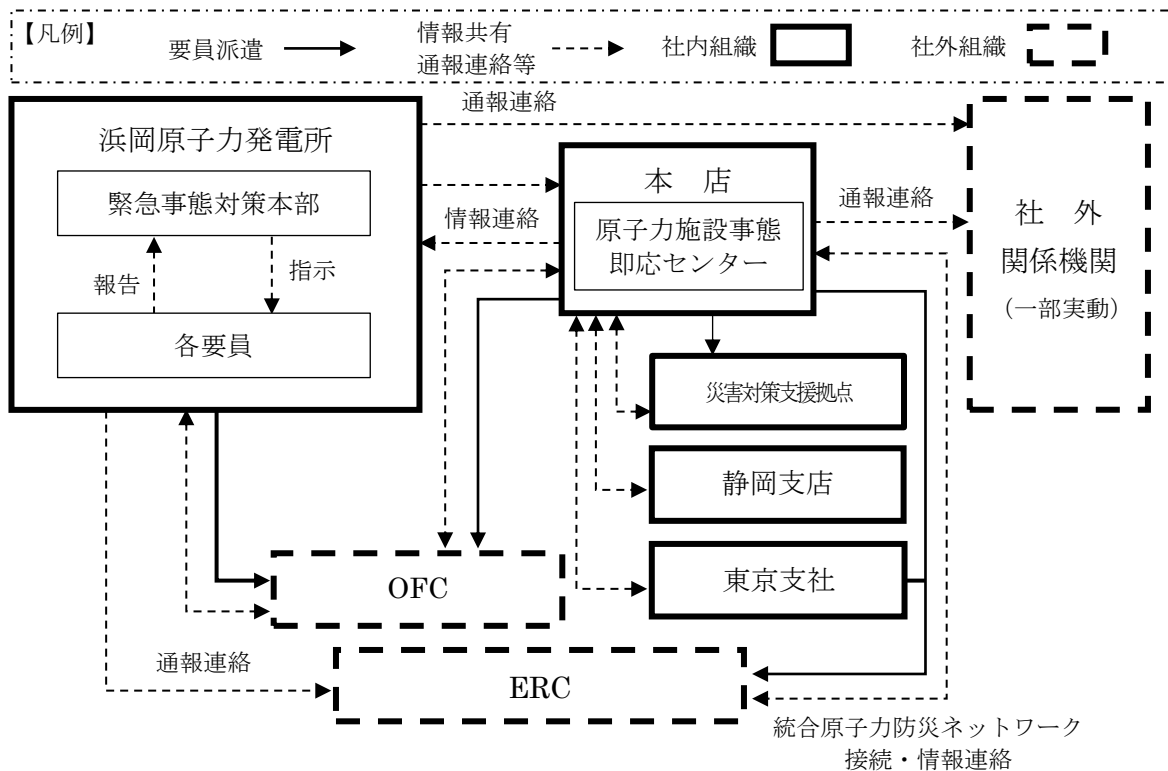 【凡例】
要員派遣
情報共有
通報連絡等
社内組織
社外組織
通報連絡
浜岡原子力発電所
緊急事態対策本部
報告
指示
各要員
情報連絡
本　店
原子力施設事態
即応センター
通報連絡
社　外
関係機関
（一部実動）
災害対策支援拠点
静岡支店
東京支社
OFC
通報連絡
ERC
統合原子力防災ネットワーク
接続・情報連絡